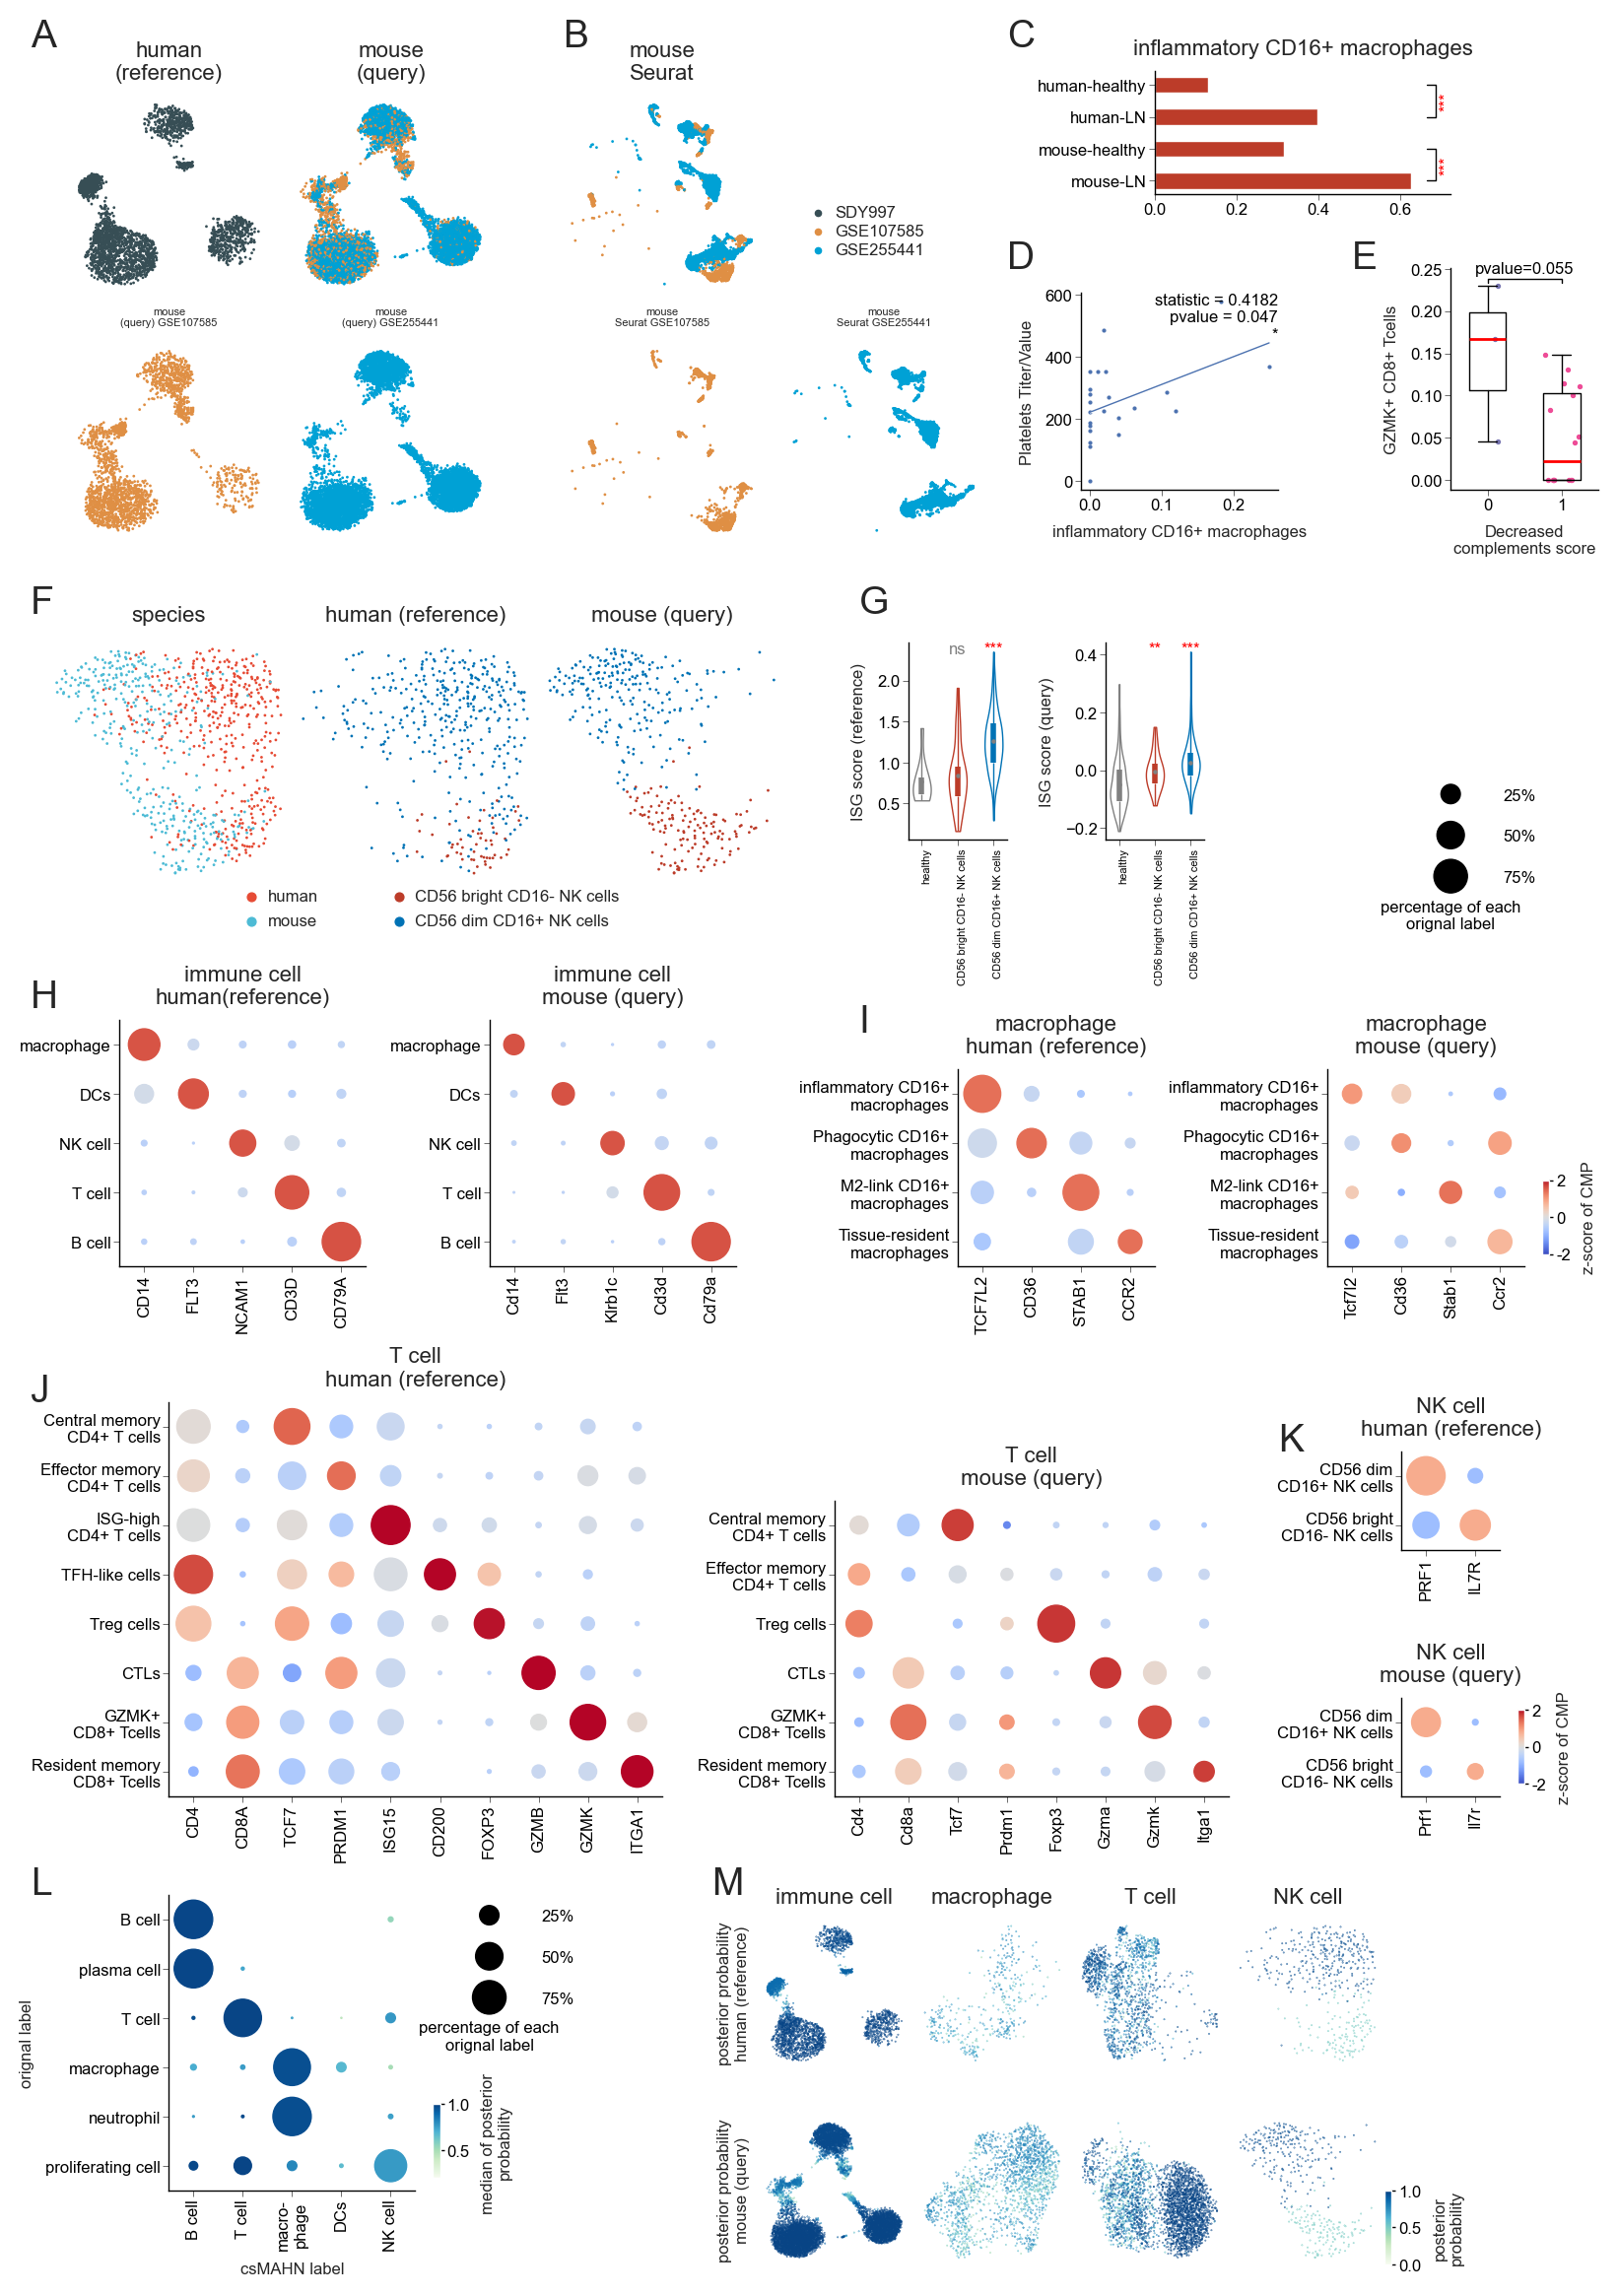 A
human
(reference)
mouse
(query)
B
mouse
Seurat
SDY997
GSE107585
GSE255441
mouse
(query) GSE107585
mouse
(query) GSE255441
mouse
Seurat GSE107585
mouse
Seurat GSE255441
C
inflammatory CD16+ macrophages
human-healthy
human-LN
mouse-healthy
mouse-LN
***
***
0.0 0.2 0.4 0.6
D
statistic = 0.4182
pvalue = 0.047
*
Platelets Titer/Value
600
400
200
0
0.0 0.1 0.2
inflammatory CD16+ macrophages
E
pvalue=0.055
GZMK+ CD8+ Tcells
0.25
0.20
0.15
0.10
0.05
0.00
0 1
Decreased
complements score
F
species
human (reference)
mouse (query)
human
mouse
CD56 bright CD16- NK cells
CD56 dim CD16+ NK cells
G
ISG score (reference)
2.0
1.5
1.0
0.5
ns
***
healthy
CD56 bright CD16- NK cells
CD56 dim CD16+ NK cells
ISG score (query)
0.4
0.2
0.0
−0.2
**
***
healthy
CD56 bright CD16- NK cells
CD56 dim CD16+ NK cells
25%
50%
75%
percentage of each
orignal label
H
immune cell
human(reference)
macrophage
DCs
NK cell
T cell
B cell
CD14
FLT3
NCAM1
CD3D
CD79A
immune cell
mouse (query)
macrophage
DCs
NK cell
T cell
B cell
Cd14
Flt3
Klrb1c
Cd3d
Cd79a
I
macrophage
human (reference)
inflammatory CD16+
macrophages
Phagocytic CD16+
macrophages
M2-link CD16+
macrophages
Tissue-resident
macrophages
TCF7L2
CD36
STAB1
CCR2
macrophage
mouse (query)
inflammatory CD16+
macrophages
Phagocytic CD16+
macrophages
M2-link CD16+
macrophages
Tissue-resident
macrophages
Tcf7l2
Cd36
Stab1
Ccr2
2
0
-2
z-score of CMP
J
T cell
human (reference)
Central memory
CD4+ T cells
Effector memory
CD4+ T cells
ISG-high
CD4+ T cells
TFH-like cells
Treg cells
CTLs
GZMK+
CD8+ Tcells
Resident memory
CD8+ Tcells
CD4
CD8A
TCF7
PRDM1
ISG15
CD200
FOXP3
GZMB
GZMK
ITGA1
T cell
mouse (query)
Central memory
CD4+ T cells
Effector memory
CD4+ T cells
Treg cells
CTLs
GZMK+
CD8+ Tcells
Resident memory
CD8+ Tcells
Cd4
Cd8a
Tcf7
Prdm1
Foxp3
Gzma
Gzmk
Itga1
K
NK cell
human (reference)
CD56 dim
CD16+ NK cells
CD56 bright
CD16- NK cells
PRF1
IL7R
NK cell
mouse (query)
CD56 dim
CD16+ NK cells
CD56 bright
CD16- NK cells
Prf1
Il7r
2
0
-2
z-score of CMP
L
orignal label
B cell
plasma cell
T cell
macrophage
neutrophil
proliferating cell
B cell
T cell
macro-
phage
DCs
NK cell
csMAHN label
25%
50%
75%
percentage of each
orignal label
1.0
0.5
median of posterior
probability
M
immune cell
macrophage
T cell
NK cell
posterior probability
human (reference)
posterior probability
mouse (query)
1.0
0.5
0.0
posterior
probability